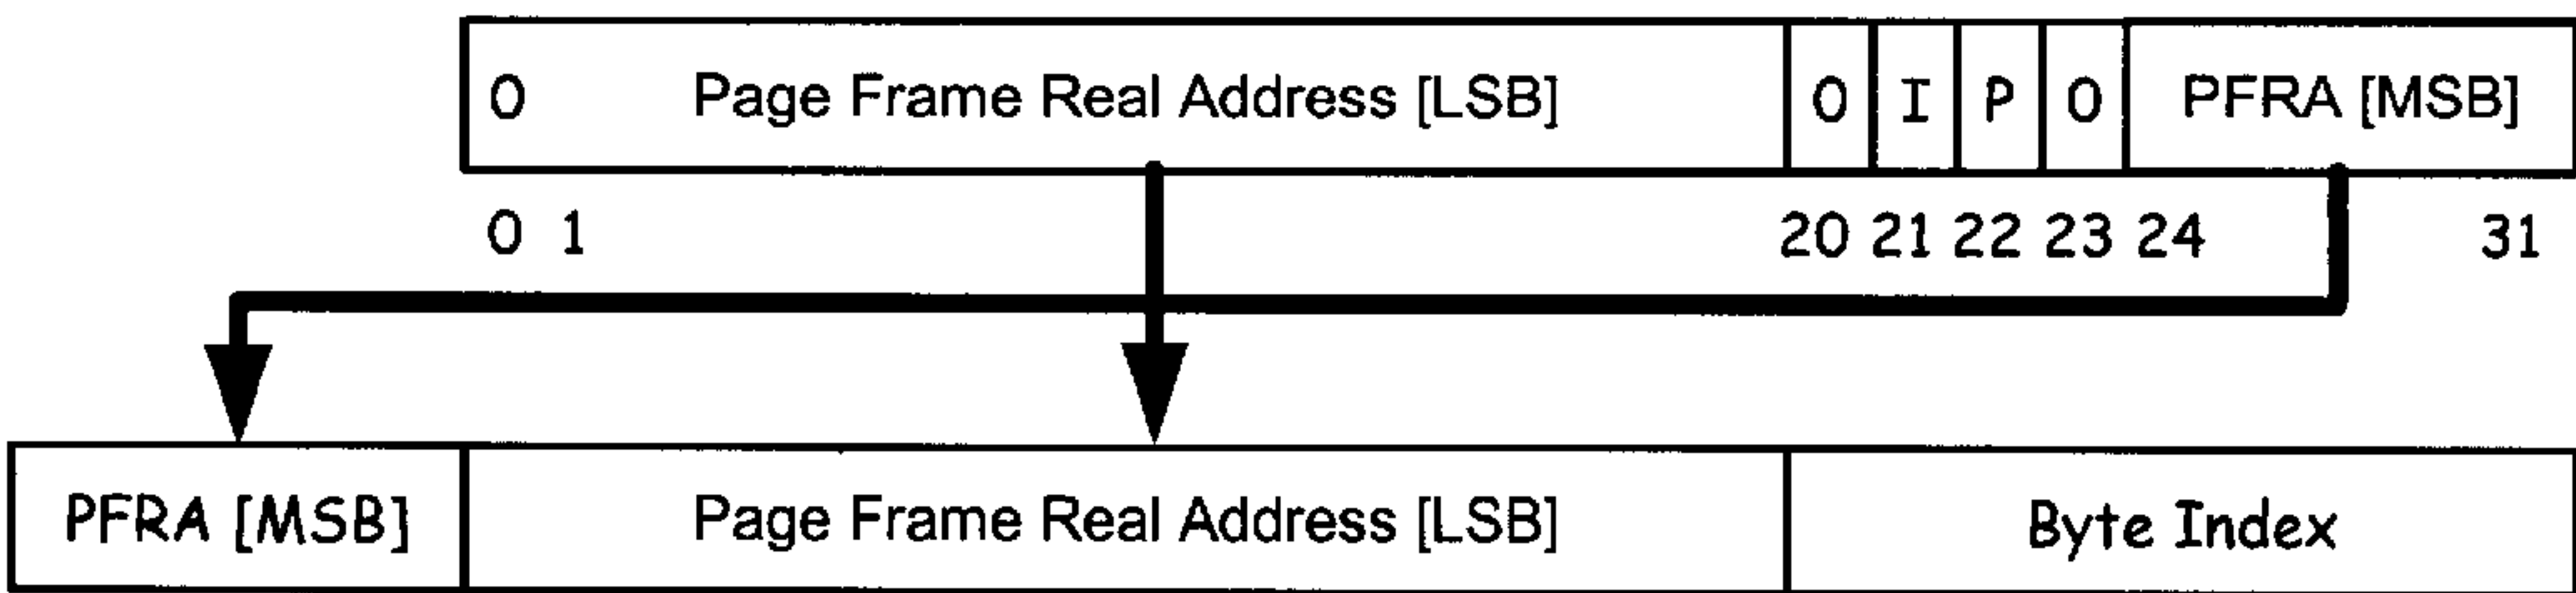 0 Page Frame Real Address [LSB] 0 I P 0 PFRA [MSB]
0 1 20 21 22 23 24 31
PFRA [MSB] Page Frame Real Address [LSB] Byte Index